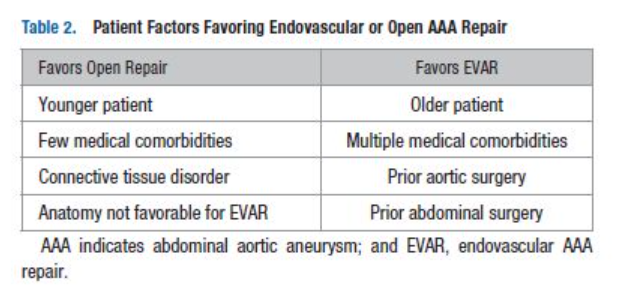 Table 2. Patient Factors Favoring Endovascular or Open AAA Repair
Favors Open Repair Favors EVAR
Younger patient Older patient
Few medical comorbidities Multiple medical comorbidities
Connective tissue disorder Prior aortic surgery
Anatomy not favorable for EVAR Prior abdominal surgery
AAA indicates abdominal aortic aneurysm; and EVAR, endovascular AAA
repair.